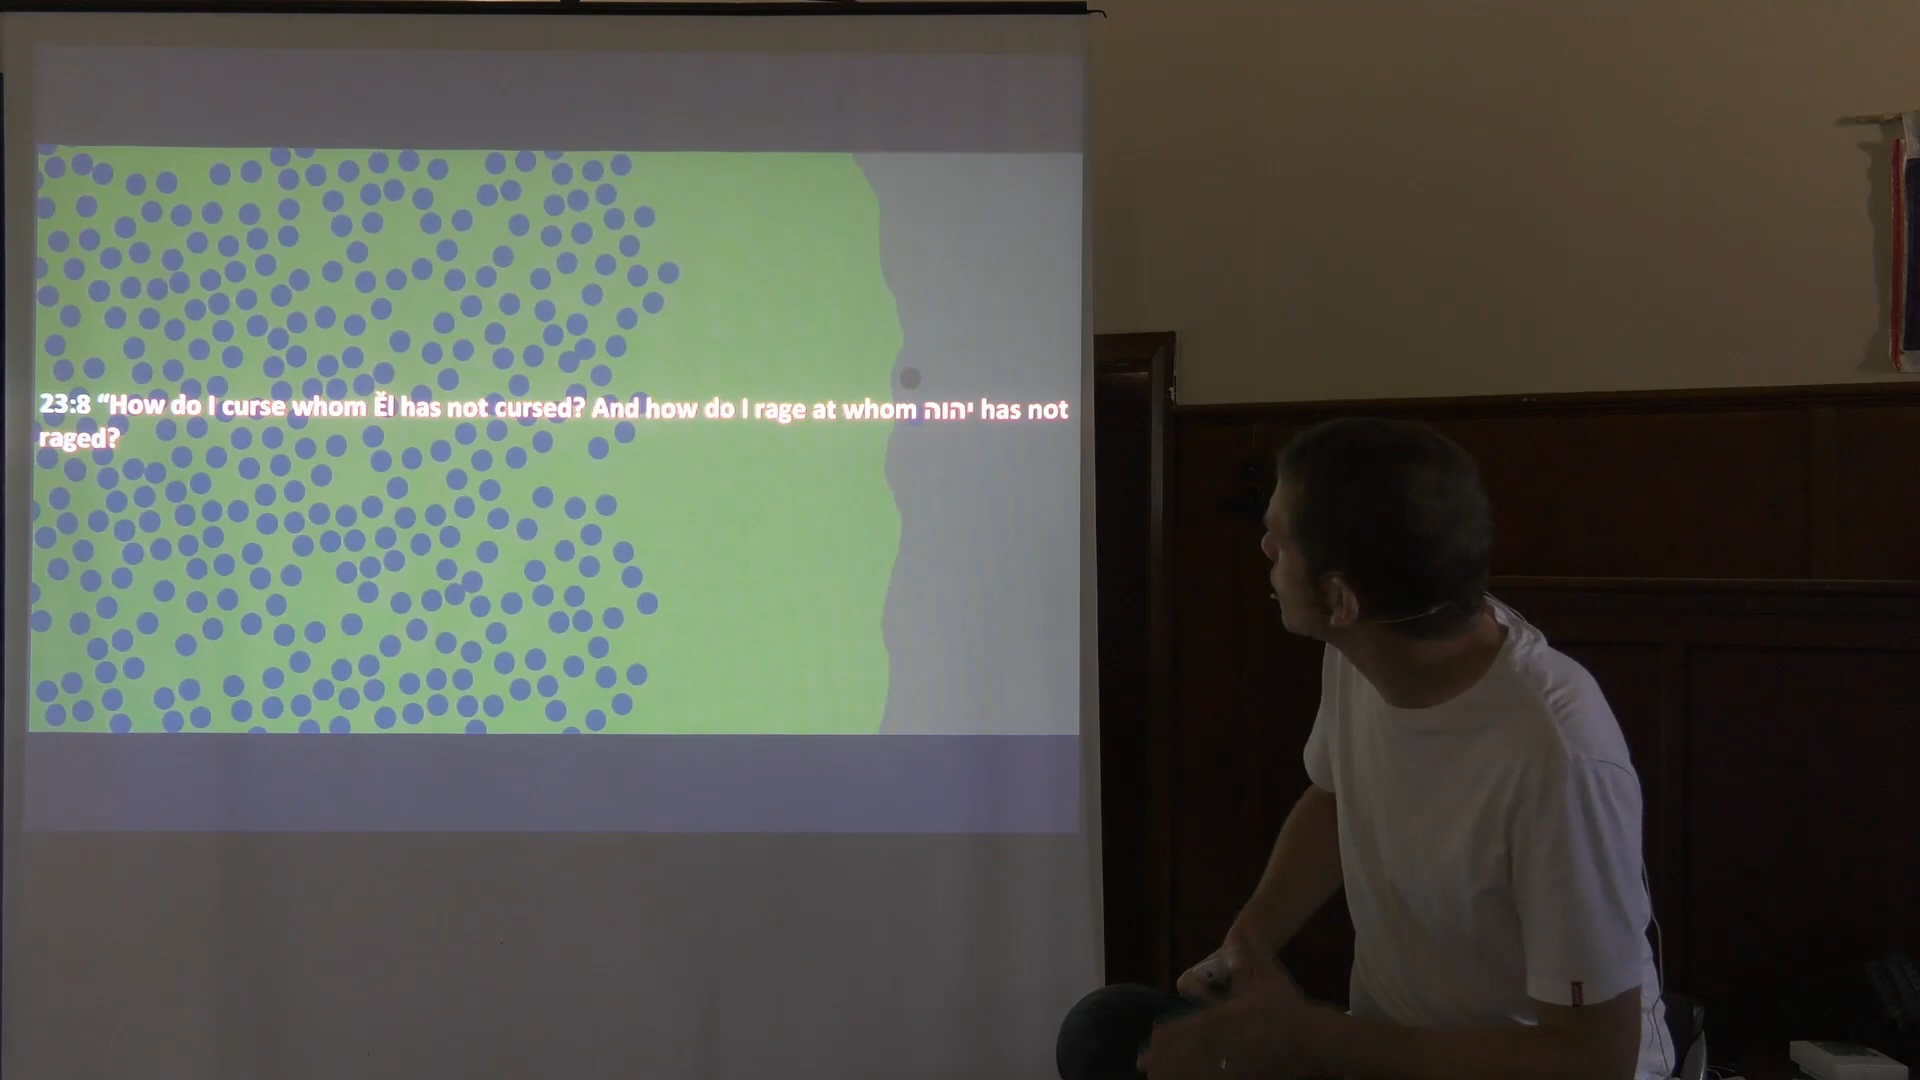 23:8 “How do I curse whom Ěl has not cursed? And how do I rage at whom יהוה has not
raged?